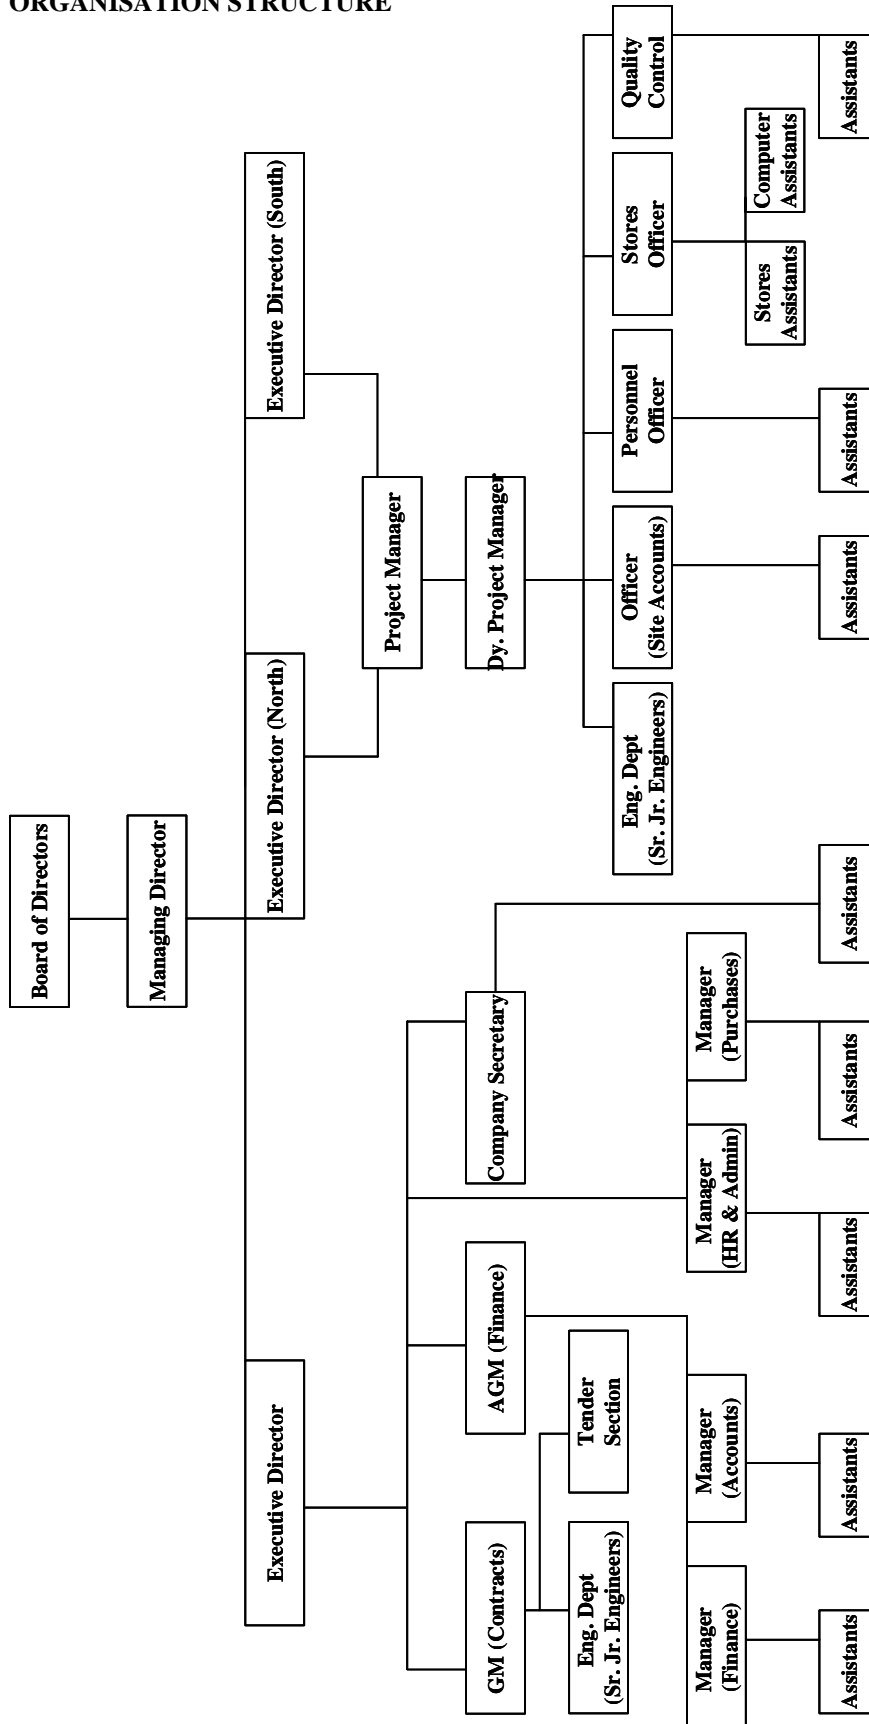 ORGANISATION STRUCTURE
Board of Directors
Managing Director
Executive Director
Executive Director (North)
Executive Director (South)
Project Manager
GM (Contracts)
AGM (Finance)
Company Secretary
Dy. Project Manager
Eng. Dept
(Sr. Jr. Engineers)
Tender
Section
Eng. Dept
(Sr. Jr. Engineers)
Officer
(Site Accounts)
Personnel
Officer
Stores
Officer
Quality
Control
Manager
(Finance)
Manager
(Accounts)
Manager
(HR & Admin)
Manager
(Purchases)
Stores
Assistants
Computer
Assistants
Assistants
Assistants
Assistants
Assistants
Assistants
Assistants
Assistants
Assistants